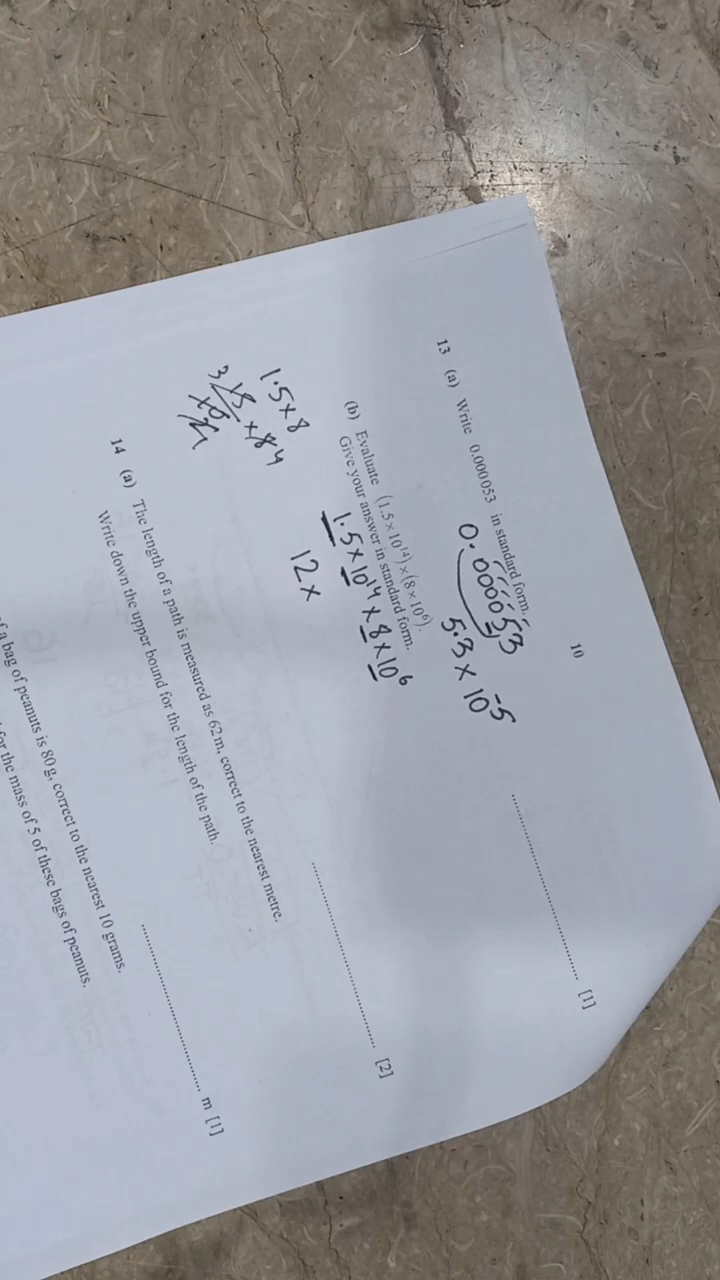 10
13 (a) Write 0.000 053 in standard form.
0.000053
5.3 × 10⁻⁵
[1]
(b) Evaluate (1.5 × 10¹⁴) × (8 × 10⁶).
Give your answer in standard form.
1.5 × 10¹⁴ × 8 × 10⁶
1.5 × 8
12 ×
[2]
14 (a) The length of a path is measured as 62 m, correct to the nearest metre.
Write down the upper bound for the length of the path.
m [1]
a bag of peanuts is 80 g, correct to the nearest 10 grams.
for the mass of 5 of these bags of peanuts.